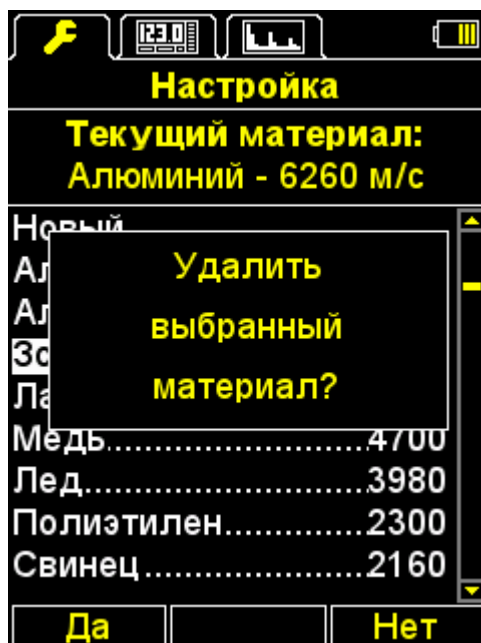 123.0
Настройка
Текущий материал:
Алюминий - 6260 м/с
Новый
Удалить
выбранный
материал?
Медь....................4700
Лед......................3980
Полиэтилен............2300
Свинец.................2160
Да
Нет